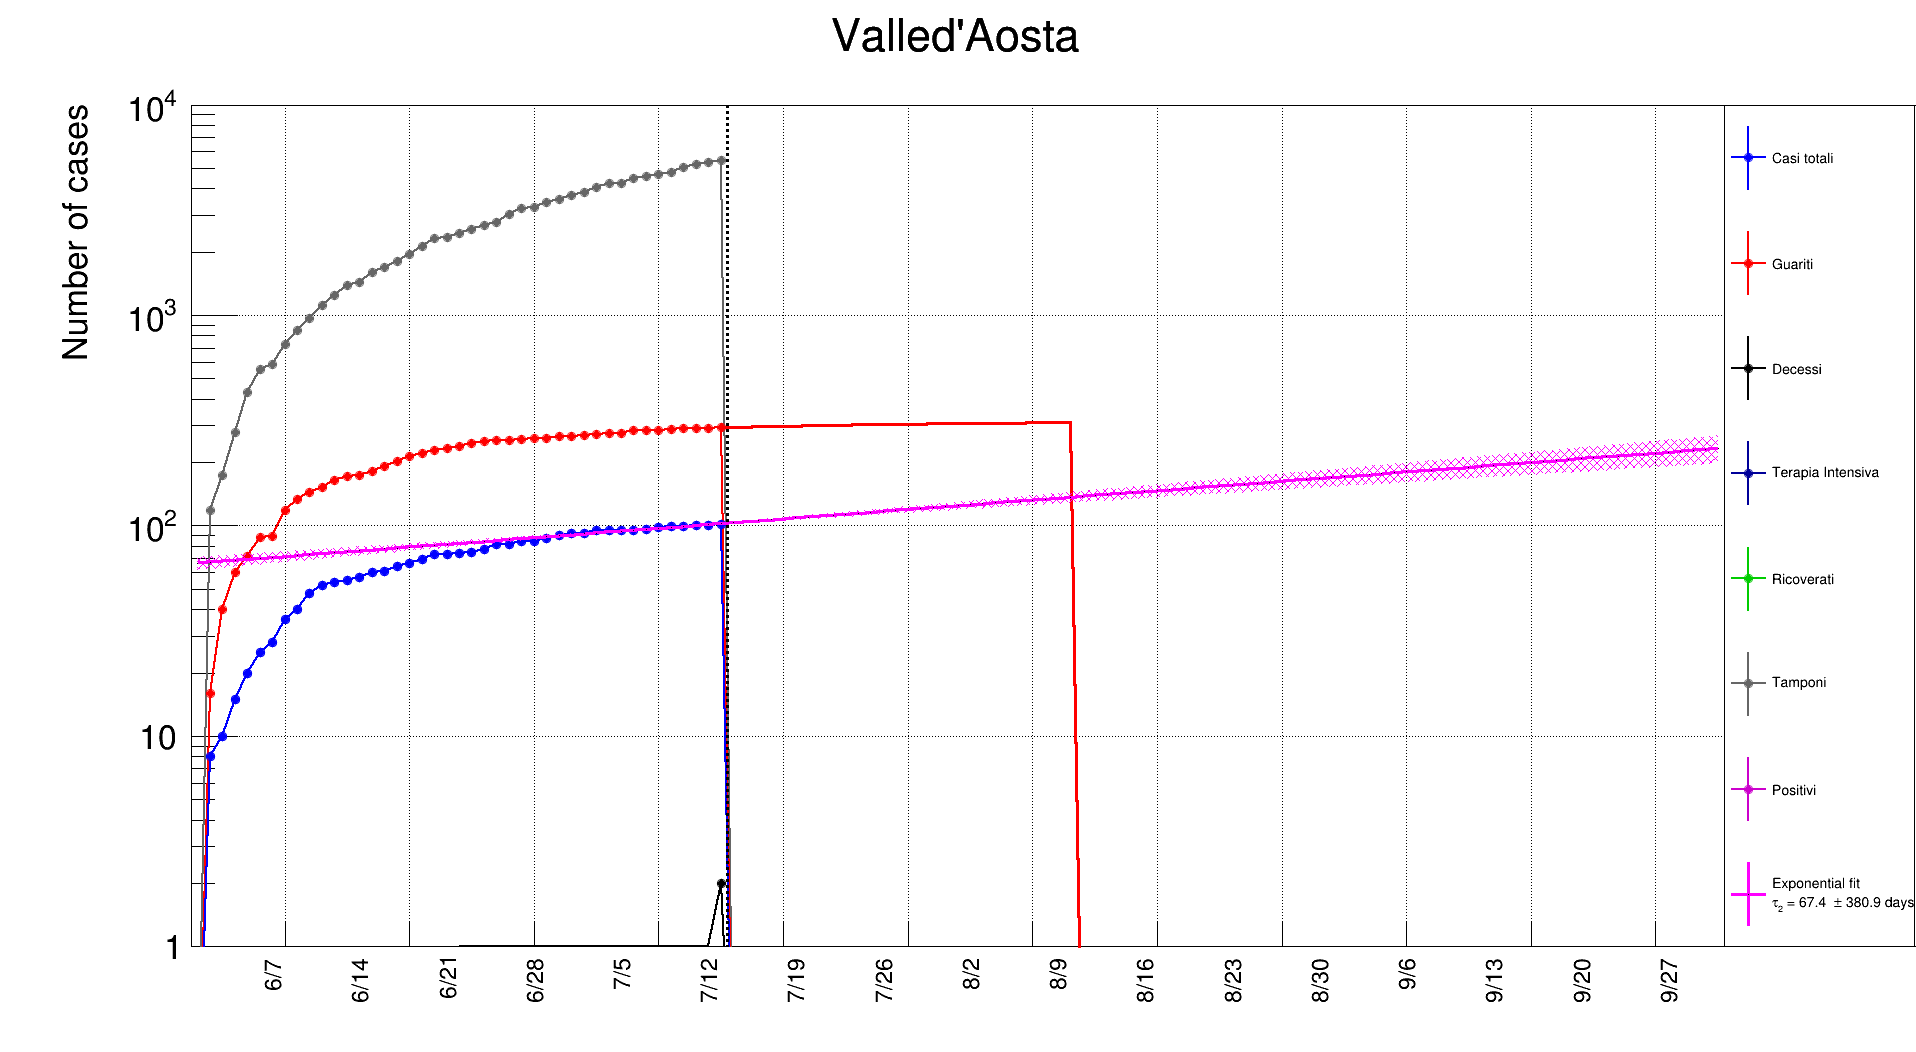 Valled'Aosta
Number of cases
10^4
10^3
10^2
10
1
6/7
6/14
6/21
6/28
7/5
7/12
7/19
7/26
8/2
8/9
8/16
8/23
8/30
9/6
9/13
9/20
9/27
Casi totali
Guariti
Decessi
Terapia Intensiva
Ricoverati
Tamponi
Positivi
Exponential fit
τ_2 = 67.4 ± 380.9 days